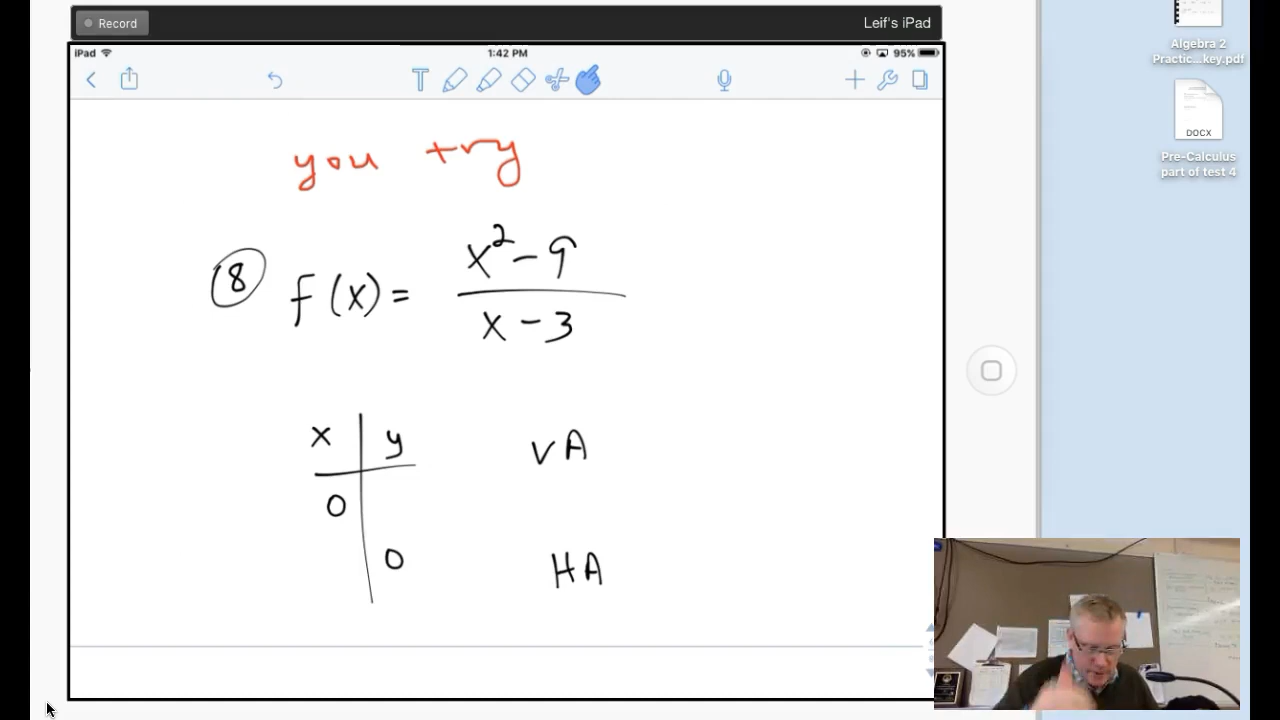 Record
Leif's iPad
iPad
1:42 PM
95%
T
you try
8 f(x) = x² - 9
x - 3
x y
0
0
VA
HA
Algebra 2
Practic...key.pdf
DOCX
Pre-Calculus
part of test 4